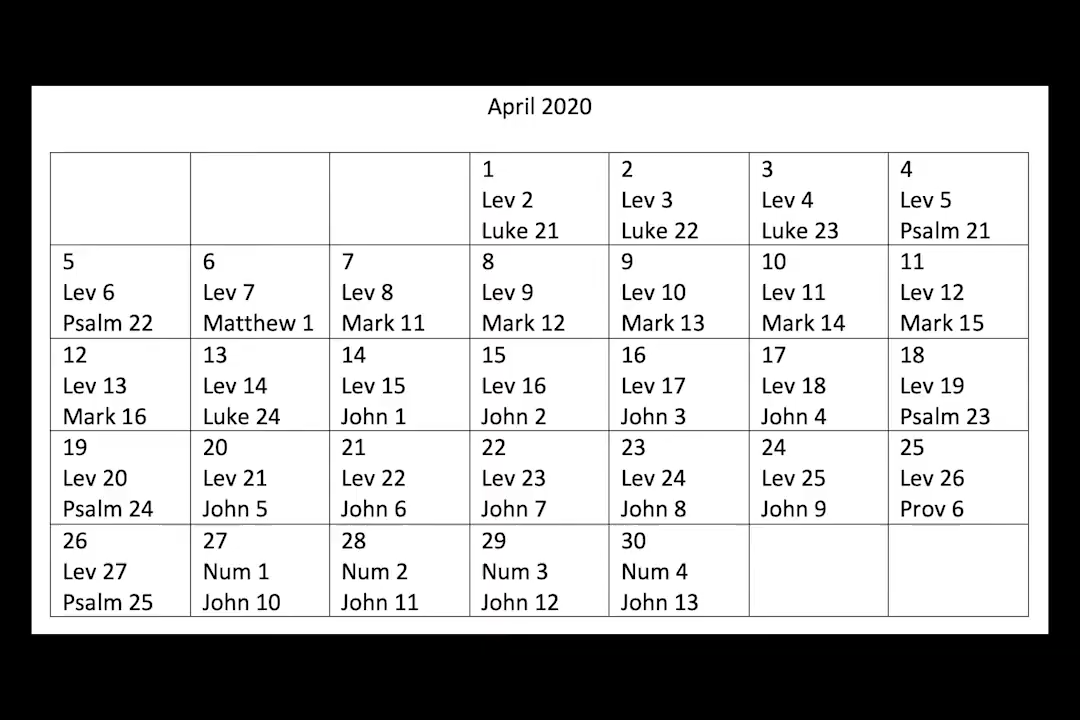 April 2020
1
Lev 2
Luke 21
2
Lev 3
Luke 22
3
Lev 4
Luke 23
4
Lev 5
Psalm 21
5
Lev 6
Psalm 22
6
Lev 7
Matthew 1
7
Lev 8
Mark 11
8
Lev 9
Mark 12
9
Lev 10
Mark 13
10
Lev 11
Mark 14
11
Lev 12
Mark 15
12
Lev 13
Mark 16
13
Lev 14
Luke 24
14
Lev 15
John 1
15
Lev 16
John 2
16
Lev 17
John 3
17
Lev 18
John 4
18
Lev 19
Psalm 23
19
Lev 20
Psalm 24
20
Lev 21
John 5
21
Lev 22
John 6
22
Lev 23
John 7
23
Lev 24
John 8
24
Lev 25
John 9
25
Lev 26
Prov 6
26
Lev 27
Psalm 25
27
Num 1
John 10
28
Num 2
John 11
29
Num 3
John 12
30
Num 4
John 13